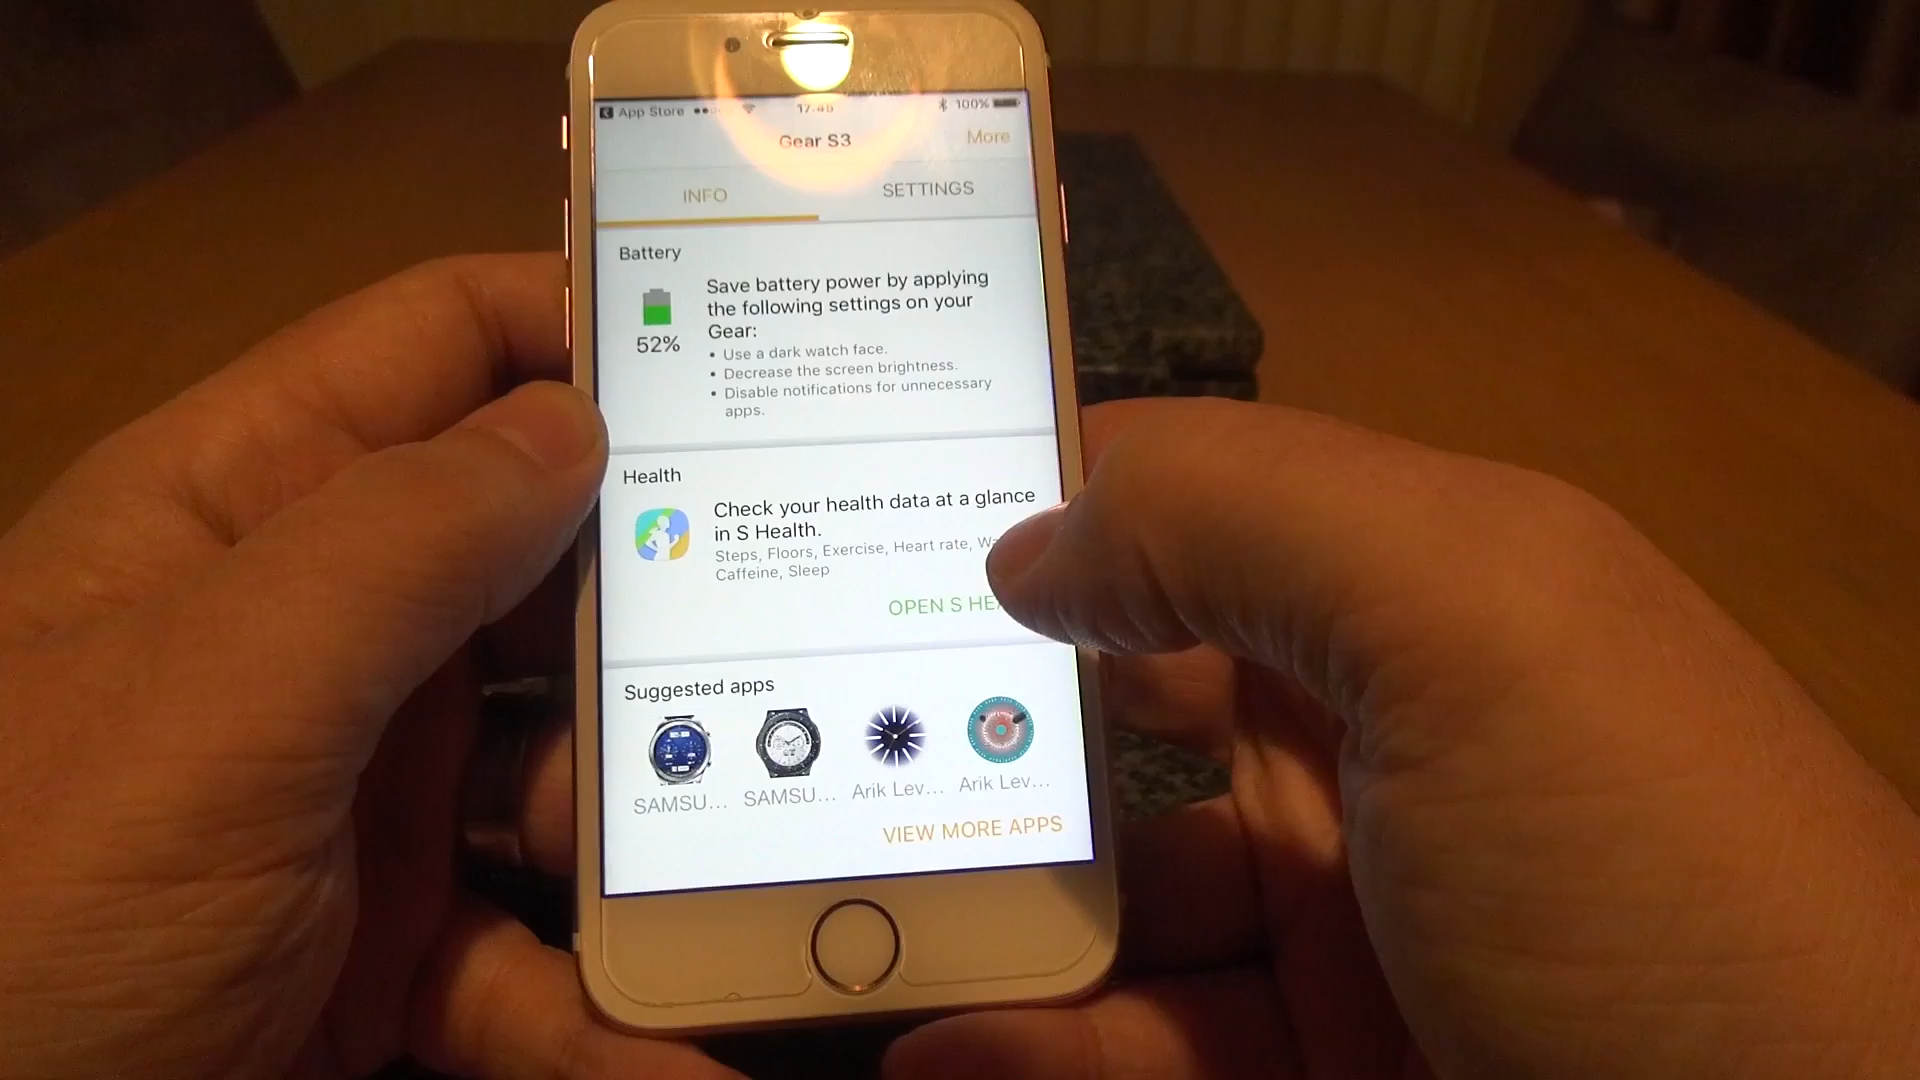 App Store 17:45 100%
Gear S3 More
INFO SETTINGS
Battery
Save battery power by applying
the following settings on your
Gear:
52%
• Use a dark watch face.
• Decrease the screen brightness.
• Disable notifications for unnecessary
apps.
Health
Check your health data at a glance
in S Health.
Steps, Floors, Exercise, Heart rate,
Caffeine, Sleep
OPEN S
Suggested apps
SAMSU... SAMSU... Arik Lev... Arik Lev...
VIEW MORE APPS